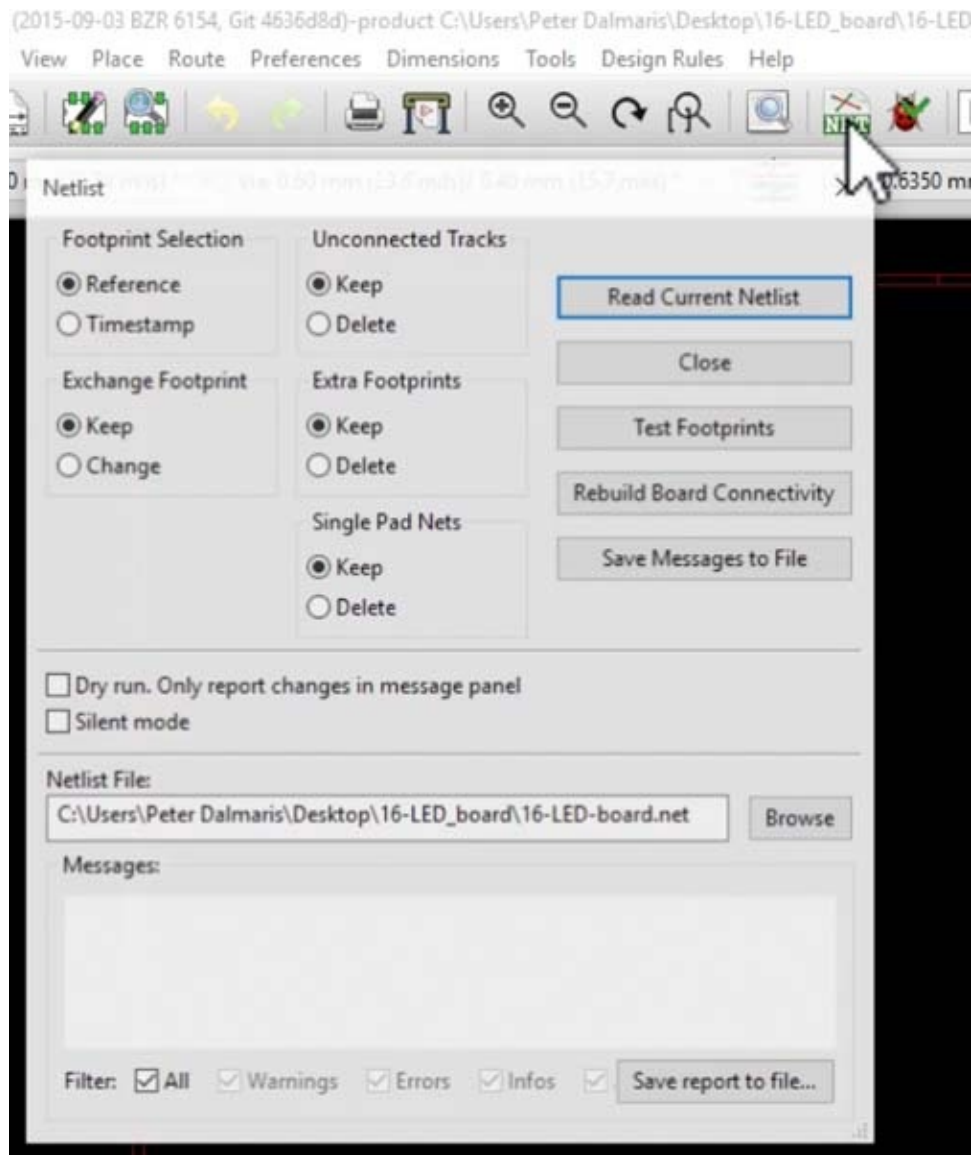 (2015-09-03 BZR 6154, Git 4636d8d)-product C:\Users\Peter Dalmaris\Desktop\16-LED_board\16-LED
View Place Route Preferences Dimensions Tools Design Rules Help
NET
0.6350 mm
Netlist
Footprint Selection
Reference
Timestamp
Unconnected Tracks
Keep
Delete
Read Current Netlist
Close
Exchange Footprint
Keep
Change
Extra Footprints
Keep
Delete
Test Footprints
Rebuild Board Connectivity
Single Pad Nets
Keep
Delete
Save Messages to File
Dry run. Only report changes in message panel
Silent mode
Netlist File:
C:\Users\Peter Dalmaris\Desktop\16-LED_board\16-LED-board.net
Browse
Messages:
Filter: All Warnings Errors Infos
Save report to file...